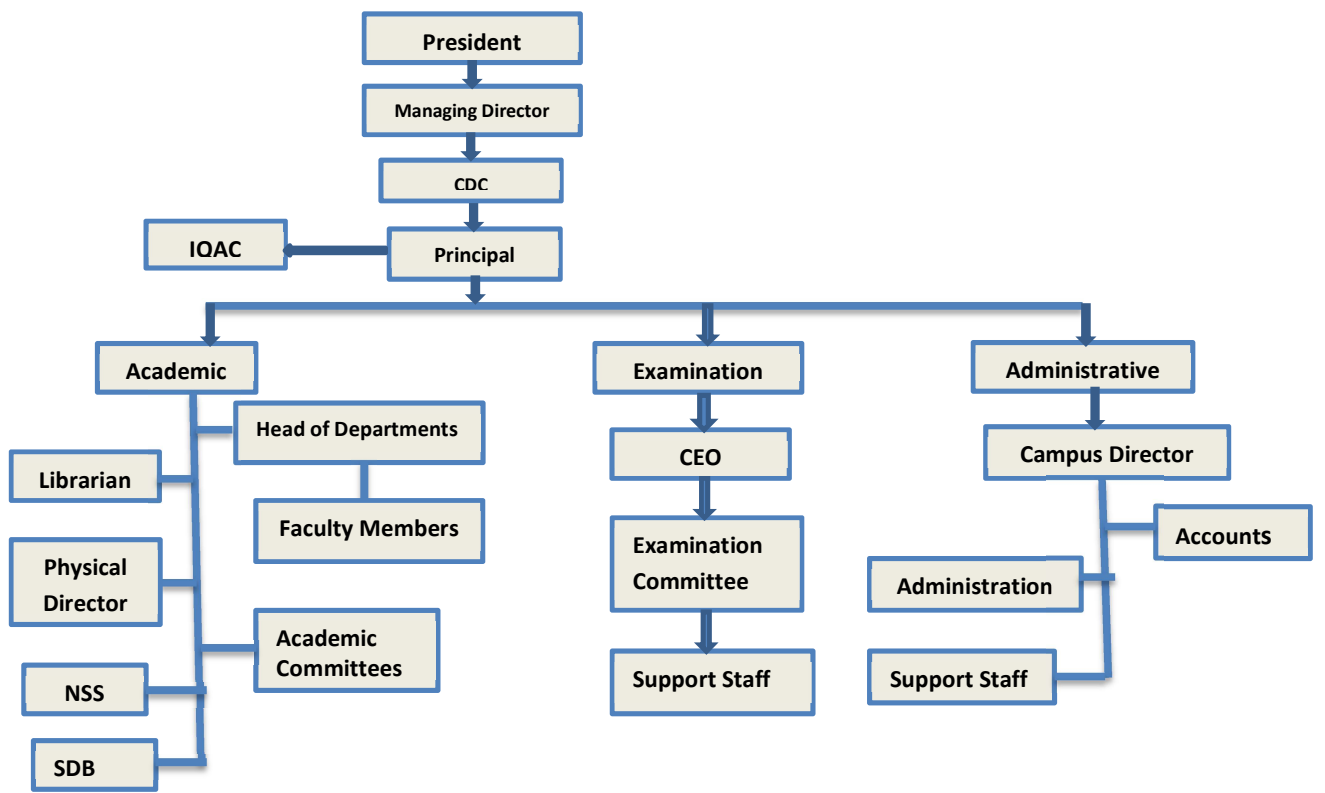 President
Managing Director
CDC
IQAC
Principal
Academic
Examination
Administrative
Head of Departments
CEO
Campus Director
Librarian
Faculty Members
Examination
Committee
Accounts
Physical
Director
Administration
Academic
Committees
NSS
Support Staff
Support Staff
SDB